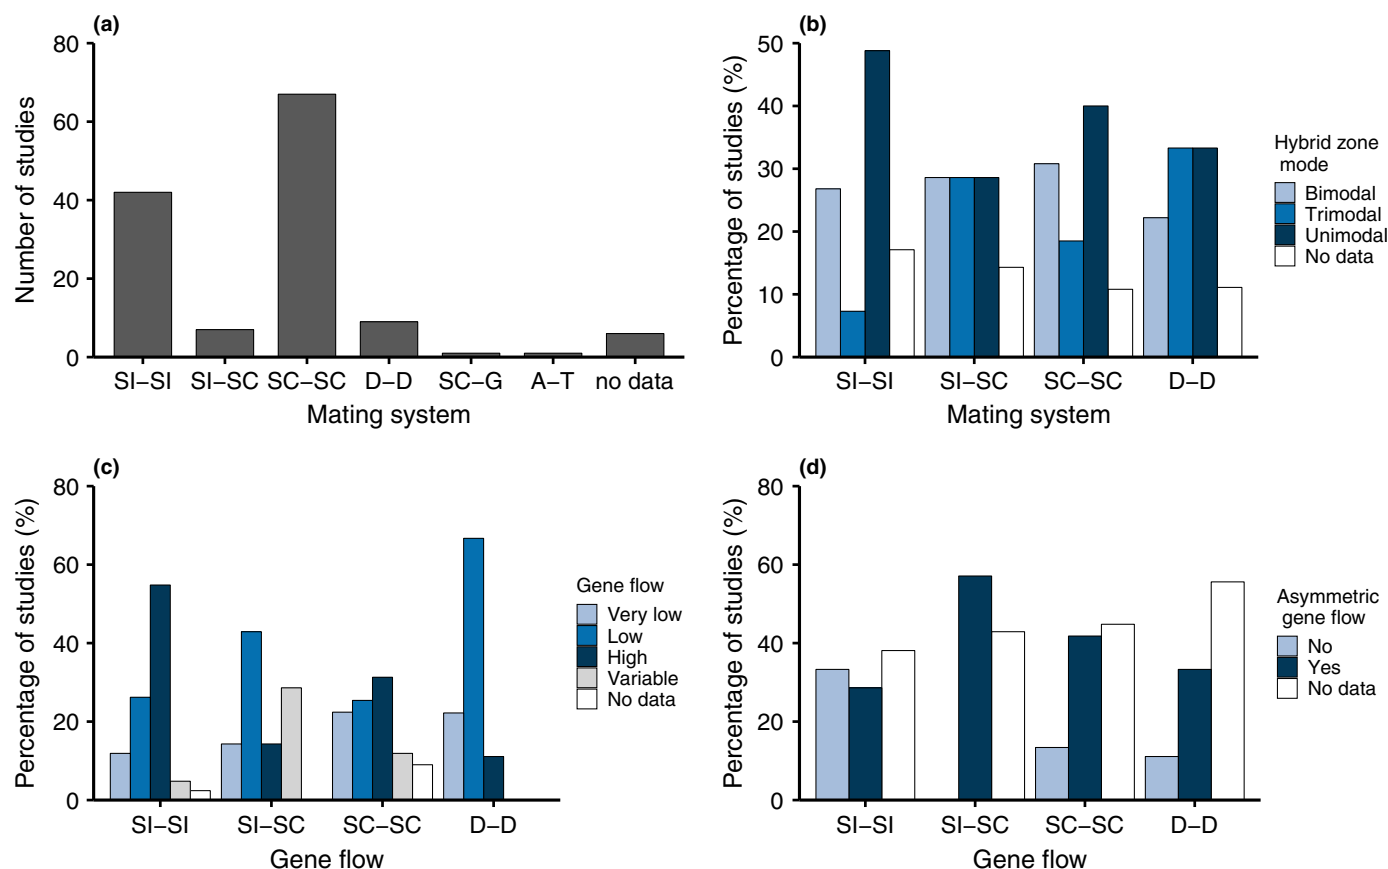 (a)
80
60
40
20
0
Number of studies
SI–SI SI–SC SC–SC D–D SC–G A–T no data
Mating system
(b)
50
40
30
20
10
0
Percentage of studies (%)
SI–SI SI–SC SC–SC D–D
Mating system
Hybrid zone
mode
Bimodal
Trimodal
Unimodal
No data
(c)
80
60
40
20
0
Percentage of studies (%)
SI–SI SI–SC SC–SC D–D
Gene flow
Gene flow
Very low
Low
High
Variable
No data
(d)
80
60
40
20
0
Percentage of studies (%)
SI–SI SI–SC SC–SC D–D
Gene flow
Asymmetric
gene flow
No
Yes
No data